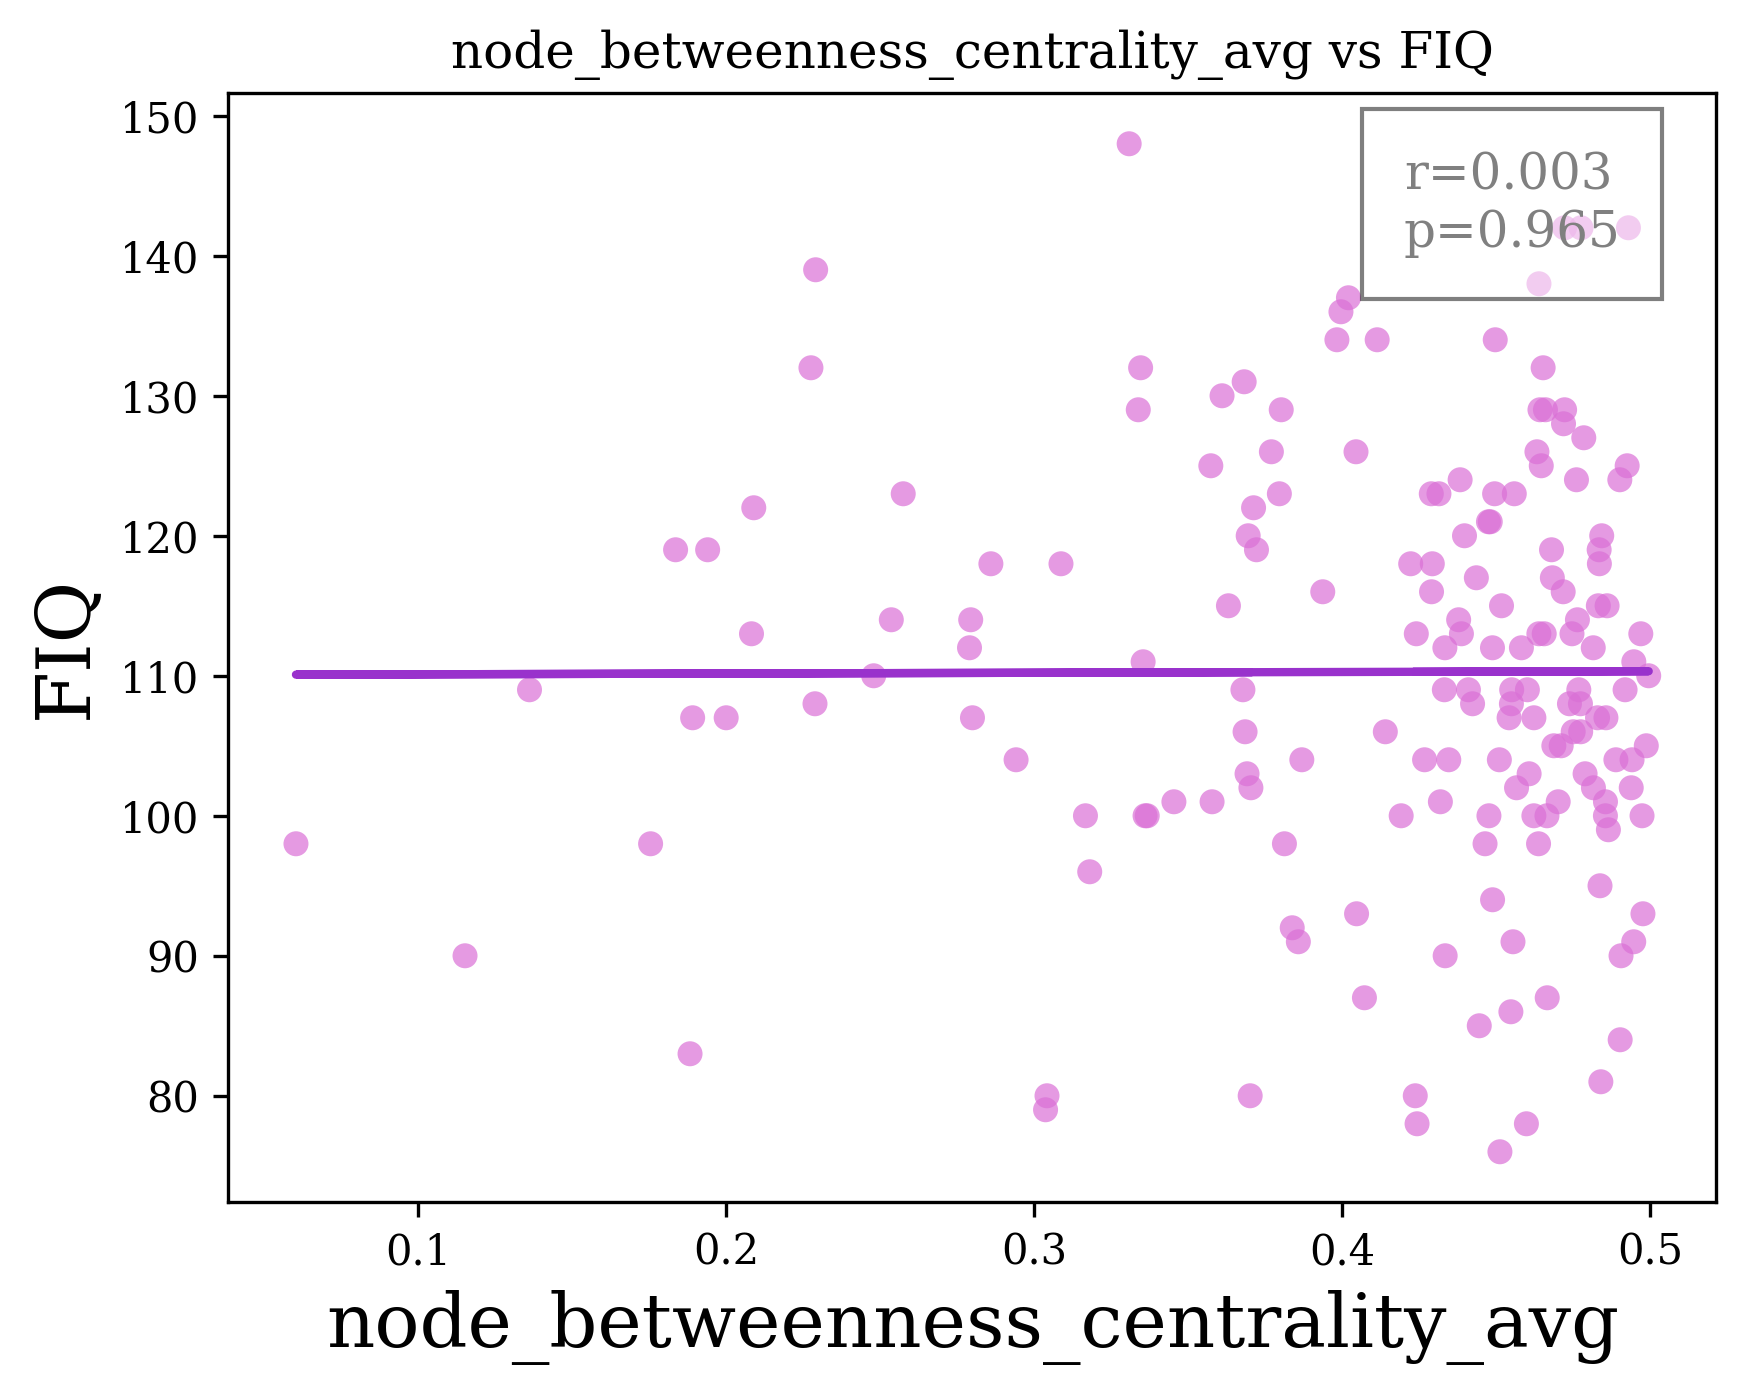 node_betweenness_centrality_avg vs FIQ
150
140
130
120
110
100
90
80
FIQ
r=0.003
p=0.965
0.1
0.2
0.3
0.4
0.5
node_betweenness_centrality_avg